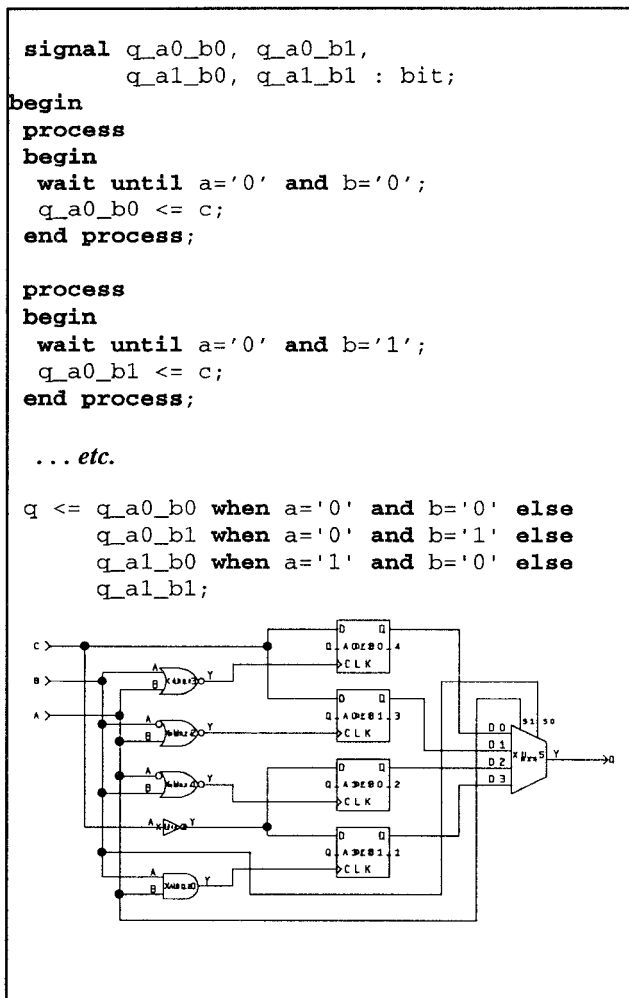 signal q_a0_b0, q_a0_b1,
q_a1_b0, q_a1_b1 : bit;
begin
process
begin
wait until a='0' and b='0';
q_a0_b0 <= c;
end process;
process
begin
wait until a='0' and b='1';
q_a0_b1 <= c;
end process;
. . . etc.
q <= q_a0_b0 when a='0' and b='0' else
q_a0_b1 when a='0' and b='1' else
q_a1_b0 when a='1' and b='0' else
q_a1_b1;
C
B
A
A
B
Y
A
B
Y
A
B
Y
A
Y
A
B
Y
D Q
CLK
D Q
CLK
D Q
CLK
D Q
CLK
S1 S0
D0
D1
D2
D3
Y
Q